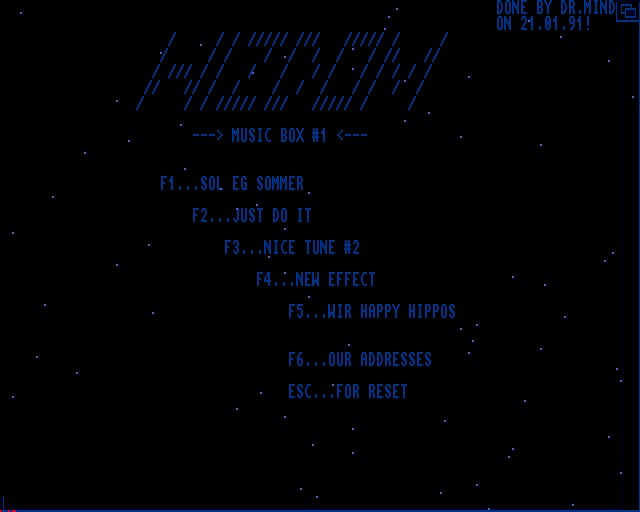 DONE BY DR.MIND
ON 21.01.91!
---> MUSIC BOX #1 <---
F1...SOL EG SOMMER
F2...JUST DO IT
F3...NICE TUNE #2
F4...NEW EFFECT
F5...WIR HAPPY HIPPOS
F6...OUR ADDRESSES
ESC...FOR RESET